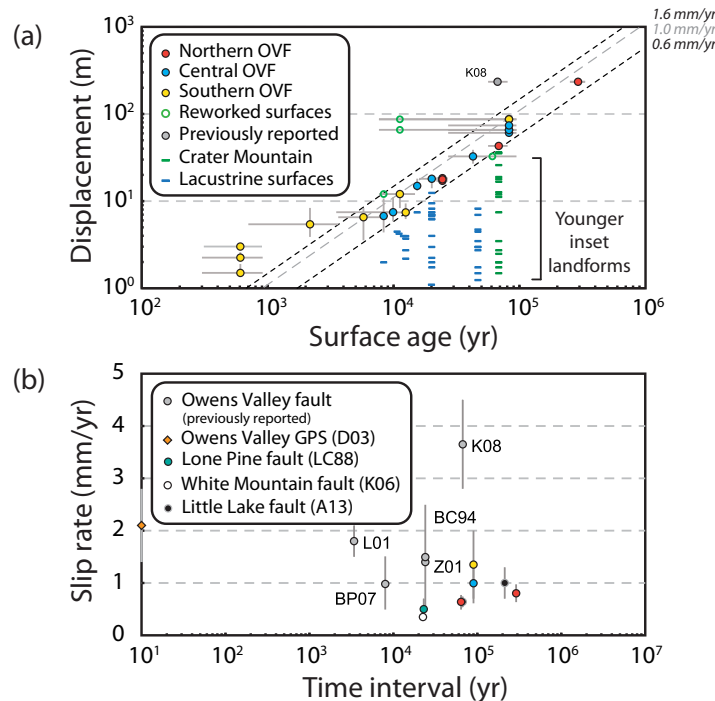 (a)
1.6 mm/yr
1.0 mm/yr
0.6 mm/yr
Displacement (m)
10³
10²
10¹
10⁰
Northern OVF
Central OVF
Southern OVF
Reworked surfaces
Previously reported
Crater Mountain
Lacustrine surfaces
K08
Younger
inset
landforms
10² 10³ 10⁴ 10⁵ 10⁶
Surface age (yr)
(b)
Slip rate (mm/yr)
5
4
3
2
1
0
Owens Valley fault
(previously reported)
Owens Valley GPS (D03)
Lone Pine fault (LC88)
White Mountain fault (K06)
Little Lake fault (A13)
K08
BC94
L01
Z01
BP07
10¹ 10² 10³ 10⁴ 10⁵ 10⁶ 10⁷
Time interval (yr)